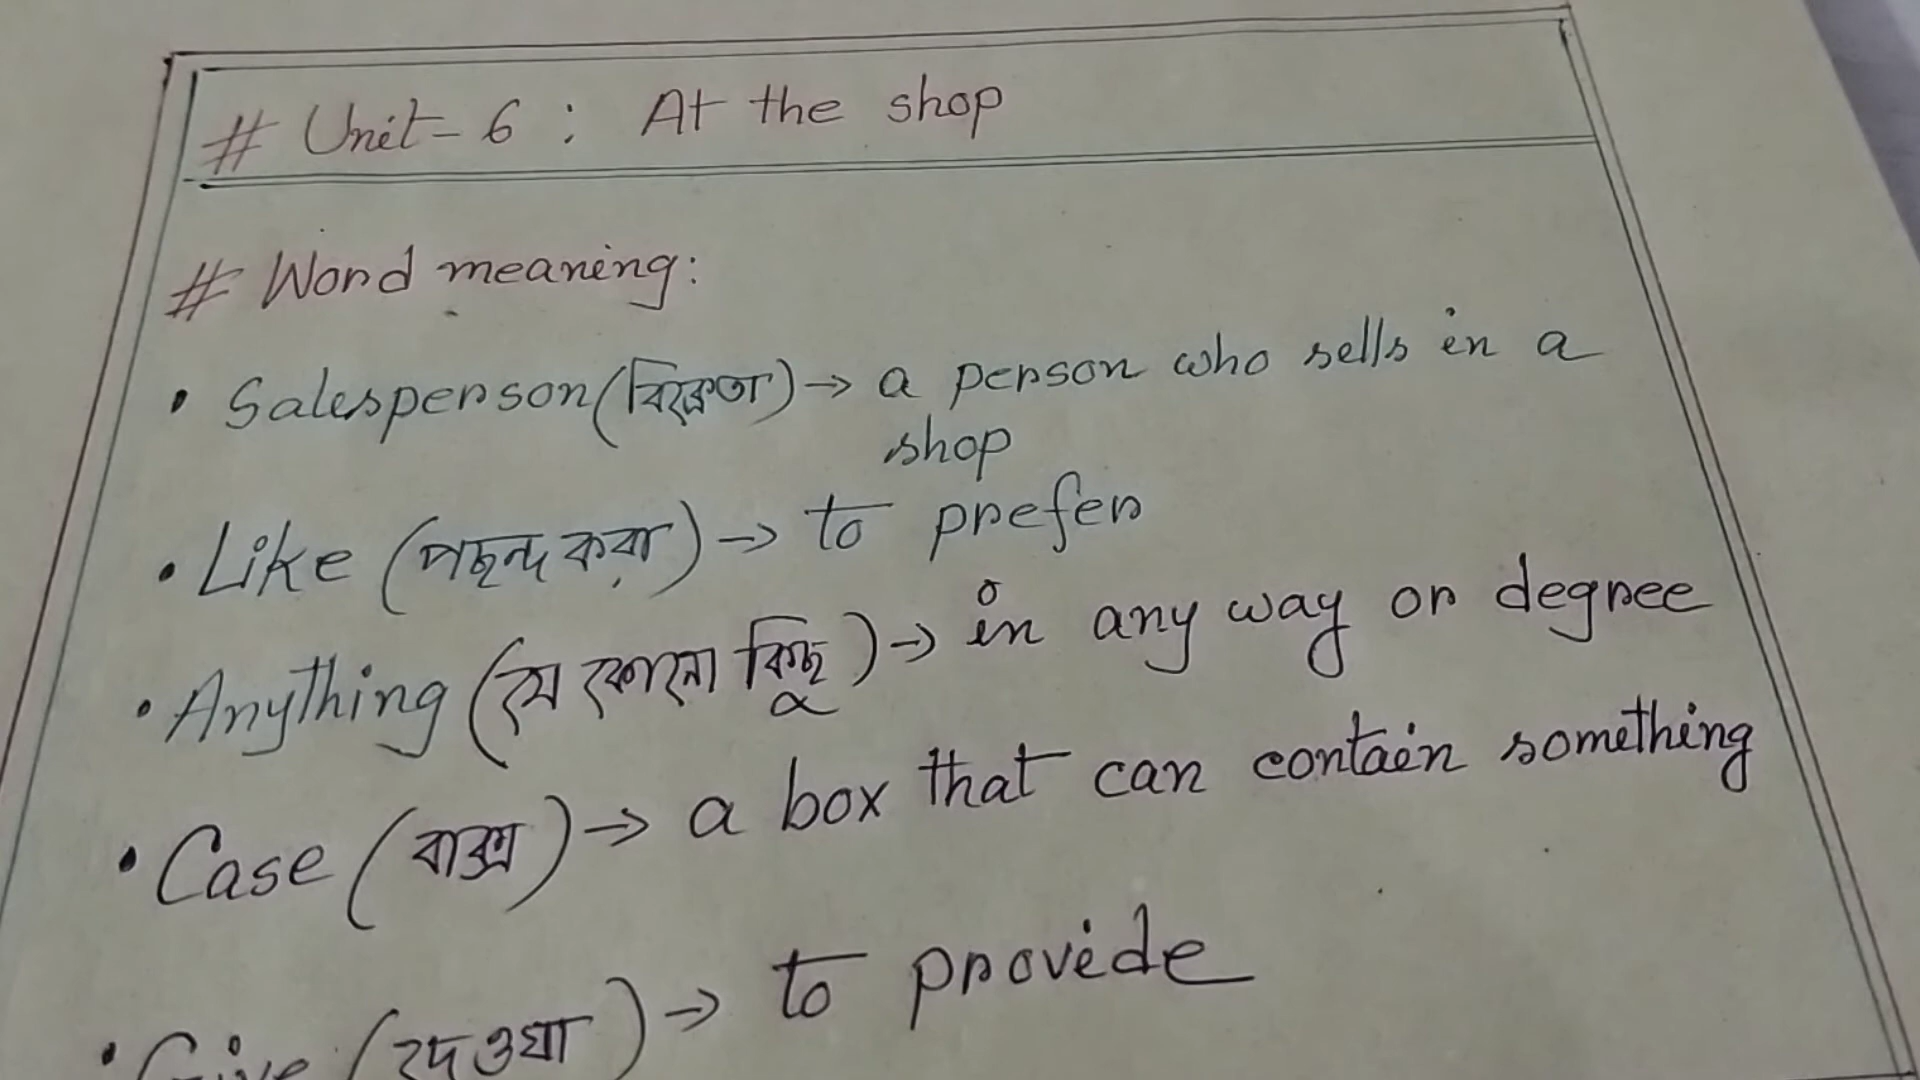 # Unit-6 : At the shop
# Word meaning:
• Salesperson (বিক্রেতা) → a person who sells in a
shop
• Like (পছন্দ করা) → to prefer
• Anything (যে কোনো কিছু) → in any way or degree
• Case (বাক্স) → a box that can contain something
• Give (দেওয়া) → to provide